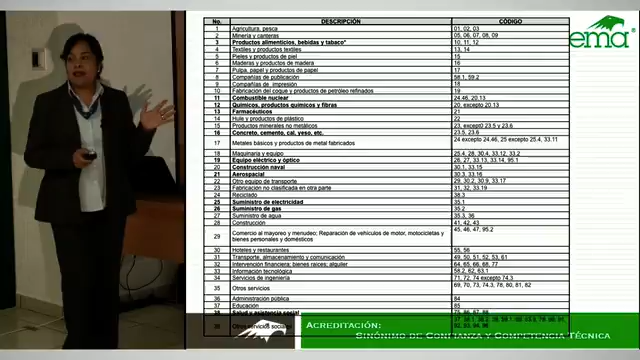 No. DESCRIPCIÓN CÓDIGO
1 Agricultura, pesca 01, 02, 03
2 Minería y canteras 05, 06, 07, 08, 09
3 Productos alimenticios, bebidas y tabaco* 10, 11, 12
4 Textiles y productos textiles 13, 14
5 Pieles y productos de piel 15
6 Maderas y productos de madera 16
7 Pulpa, papel y productos de papel 17
8 Compañías de publicación 58.1, 59.2
9 Compañías de impresión 18
10 Fabricación del coque y productos de petróleo refinados 19
11 Combustible nuclear 24.46, 20.13
12 Químicos, productos químicos y fibras 20, except 20.13
13 Farmacéuticos 21
14 Hule y productos de plástico 22
15 Productos minerales no metálicos 23, except0 23.5 y 23.6
16 Concreto, cemento, cal, yeso, etc. 23.5, 23.6
17 Metales básicos y productos de metal fabricados 24 excepto 24.46, 25 excepto 25.4, 33.11
18 Maquinaria y equipo 25.4, 28, 30.4, 33.12, 33.2
19 Equipo eléctrico y óptico 26, 27, 33.13, 33.14, 95.1
20 Construcción naval 30.1, 33.15
21 Aeroespacial 30.3, 33.16
22 Otro equipo de transporte 29, 30.2, 30.9, 33.17
23 Fabricación no clasificada en otra parte 31, 32, 33.19
24 Reciclado 38.3
25 Suministro de electricidad 35.1
26 Suministro de gas 35.2
27 Suministro de agua 35.3, 36
28 Construcción 41, 42, 43
29 Comercio al mayoreo y menudeo; Reparación de vehículos de motor, motocicletas y 45, 46, 47, 95.2
bienes personales y domésticos
30 Hoteles y restaurantes 55, 56
31 Transporte, almacenamiento y comunicación 49, 50, 51, 52, 53, 61
32 Intervención financiera; bienes raíces; alquiler 64, 65, 66, 68, 77
33 Información tecnológica 58.2, 62, 63.1
34 Servicios de ingeniería 71, 72, 74 excepto 74.3
35 Otros servicios 69, 70, 73, 74.3, 78, 80, 81, 82
36 Administración pública 84
37 Educación 85
38 Salud y asistencia social 75, 86, 87, 88
Otros servicios sociales
ema
ACREDITACIÓN:
SINÓNIMO DE CONFIANZA Y COMPETENCIA TÉCNICA